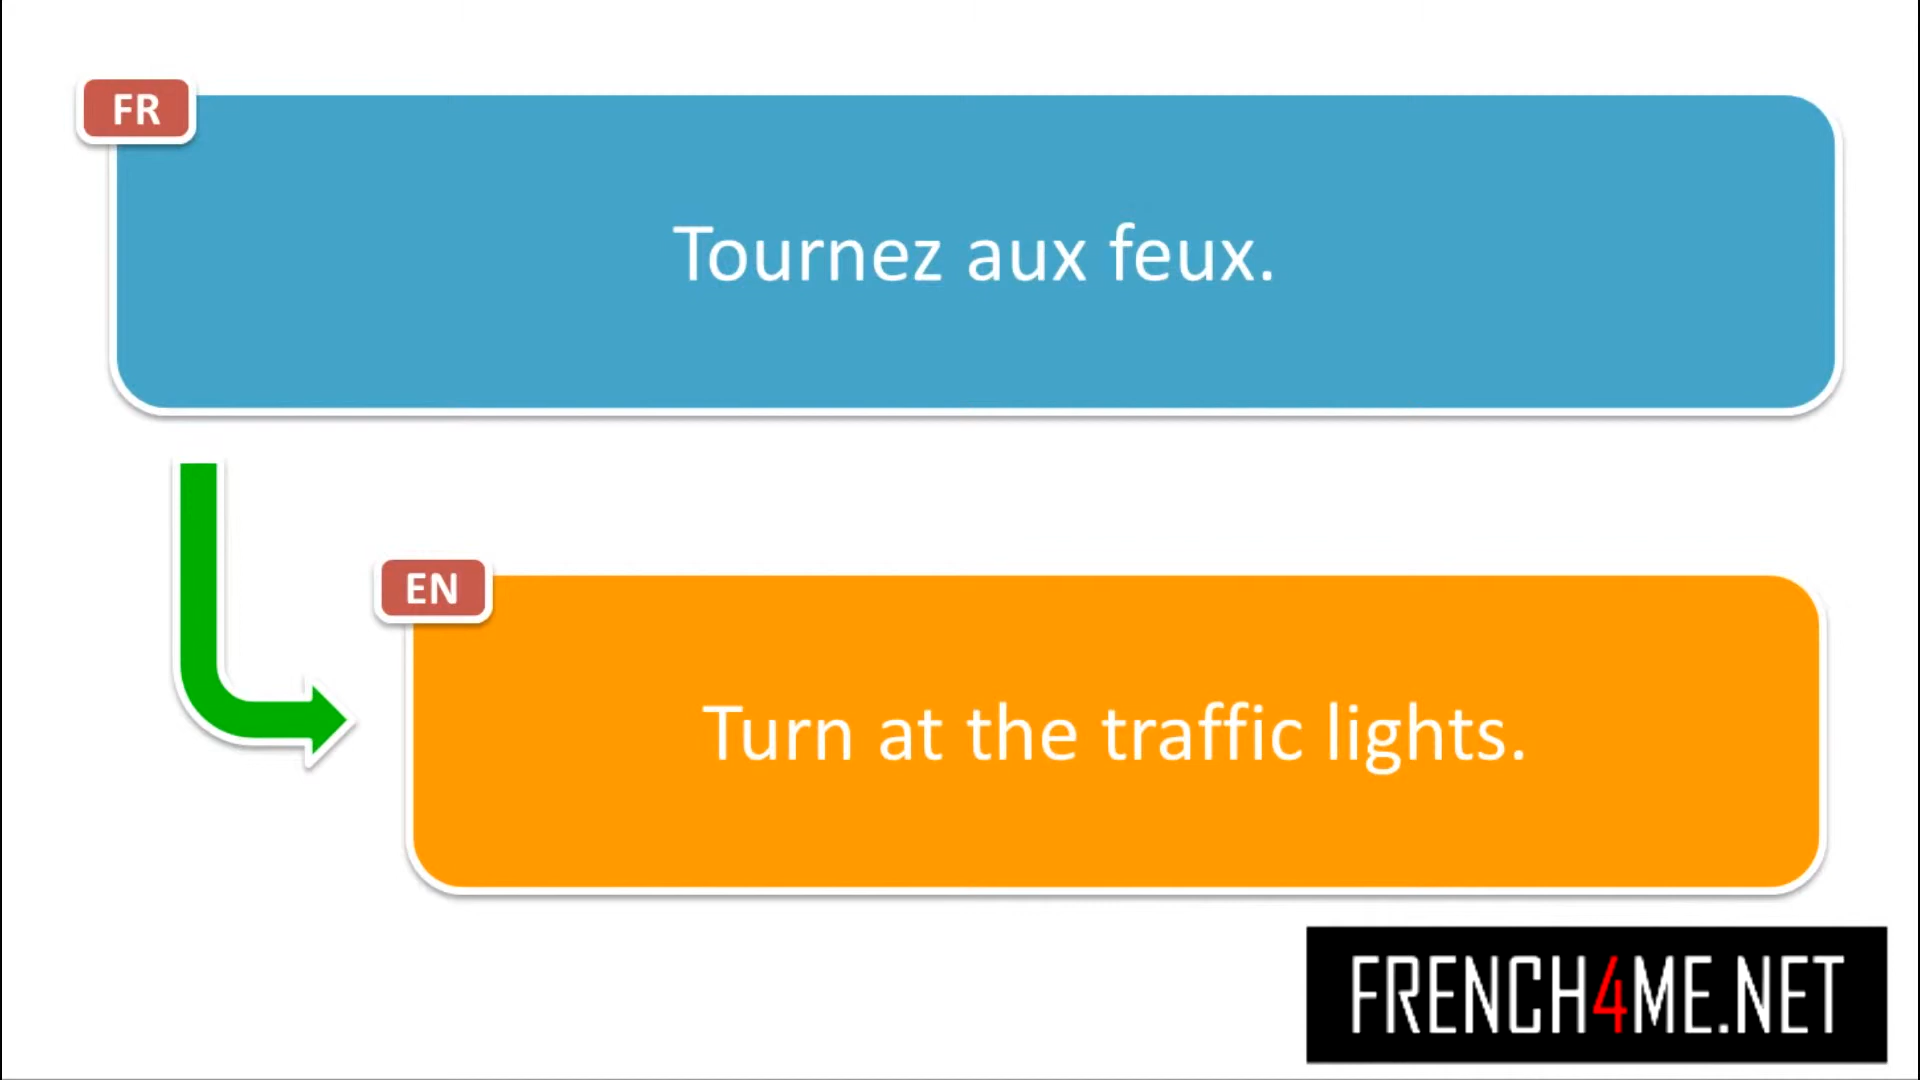 FR
Tournez aux feux.
EN
Turn at the traffic lights.
FRENCH4ME.NET